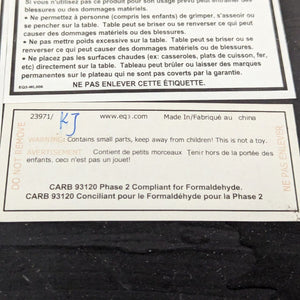 si vous n'avez pas procédé à ce produit pour son usage prévu peut entraîner des
blessures ou des dommages matériels.
• Ne permettez à personne (compris les enfants) de grimper, s'asseoir
ou se pencher sur la table. Table peut se briser ou se renverser ce qui
peut causer des dommages matériels ou des blessures.
• Ne mettre pas poids excessive sur la table. Table peut se briser ou se
renverser ce qui peut causer des dommages matériels ou des blessures,
• Ne placez pas les surfaces chaudes (ex: casseroles, plats de cuisson, fer,
etc) directement sur la table. Tableau peut brûler ou laisser des marques
permanentes sur le plateau qui ne sont pas couverts par la garantie.
NE PAS ENLEVER CETTE ÉTIQUETTE.
23971/ KJ www.eq3.com Made In/Fabriqué au china
DO NOT REMOVE
WARNING Contains small parts, keep away from children! This is not a toy.
AVERTISEMENT Contient de petits morceaux Tenir hors de la portée des
enfants. ceci n'est pas un jouet!
NE PAS ENLEVER
CARB 93120 Phase 2 Compliant for Formaldehyde.
CARB 93120 Conciliant pour le Formaldéhyde pour la Phase 2